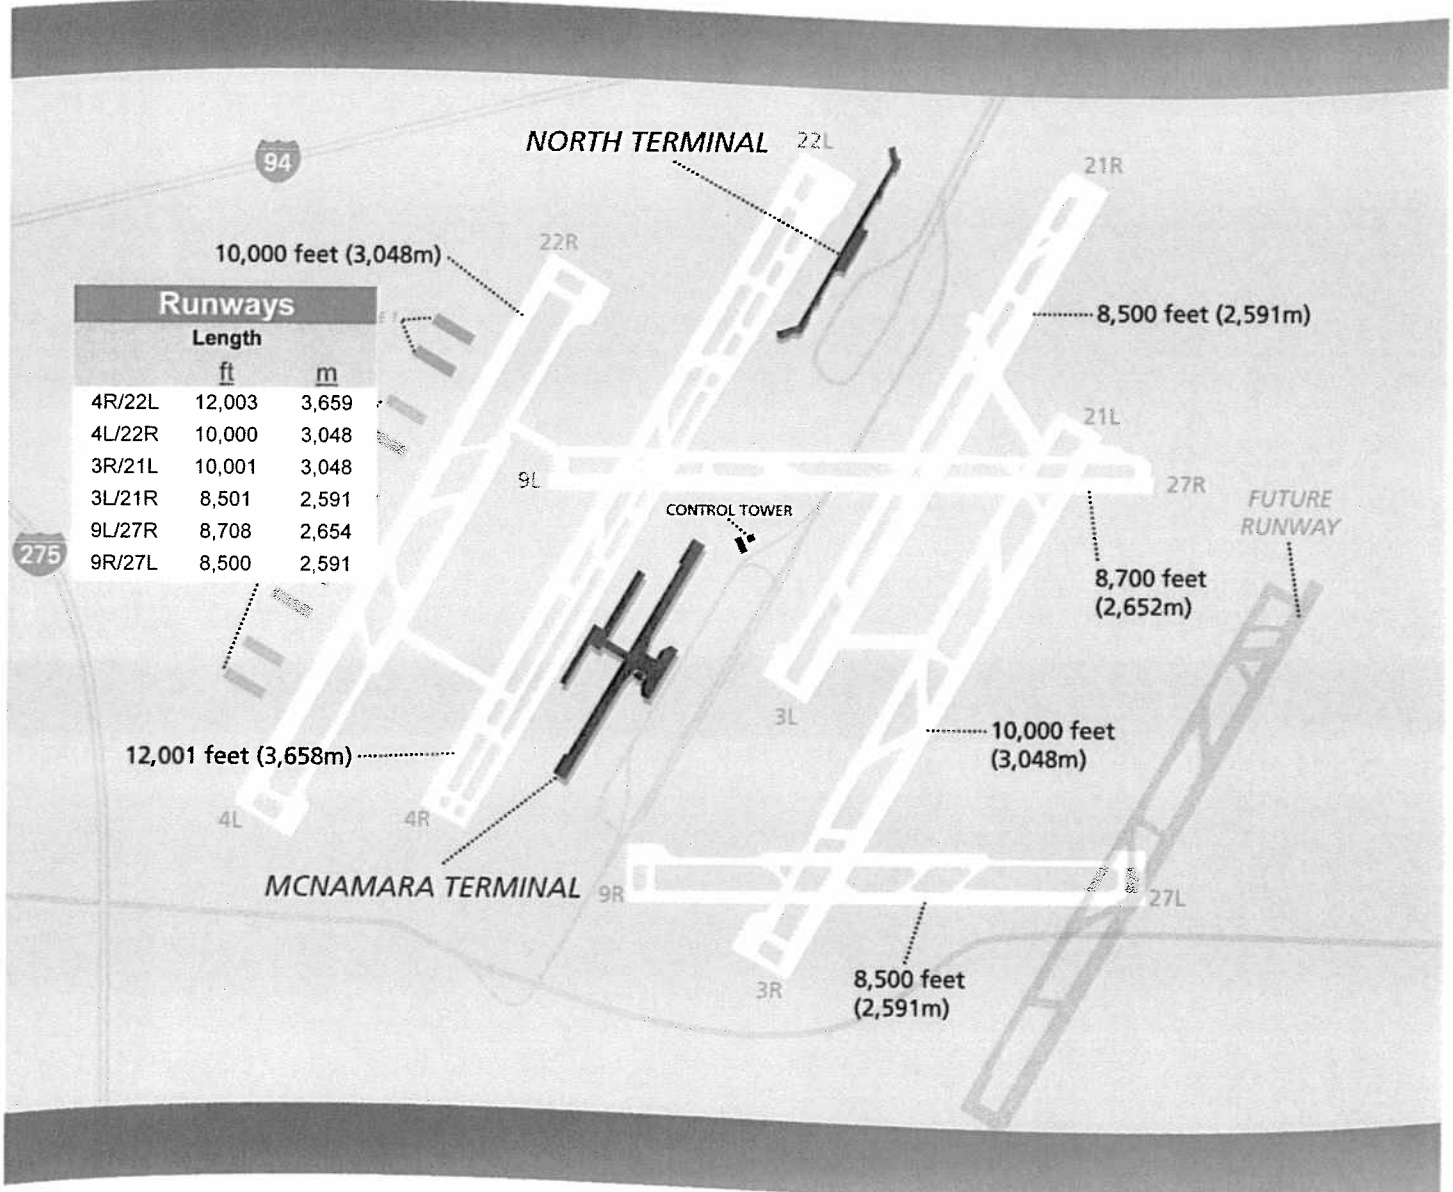 NORTH TERMINAL
22L
94
21R
22R
10,000 feet (3,048m)
Runways
Length
ft m
4R/22L 12,003 3,659
4L/22R 10,000 3,048
3R/21L 10,001 3,048
3L/21R 8,501 2,591
9L/27R 8,708 2,654
9R/27L 8,500 2,591
8,500 feet (2,591m)
21L
9L
27R
CONTROL TOWER
FUTURE
RUNWAY
275
8,700 feet
(2,652m)
3L
10,000 feet
(3,048m)
12,001 feet (3,658m)
4L
4R
MCNAMARA TERMINAL
9R
27L
8,500 feet
(2,591m)
3R